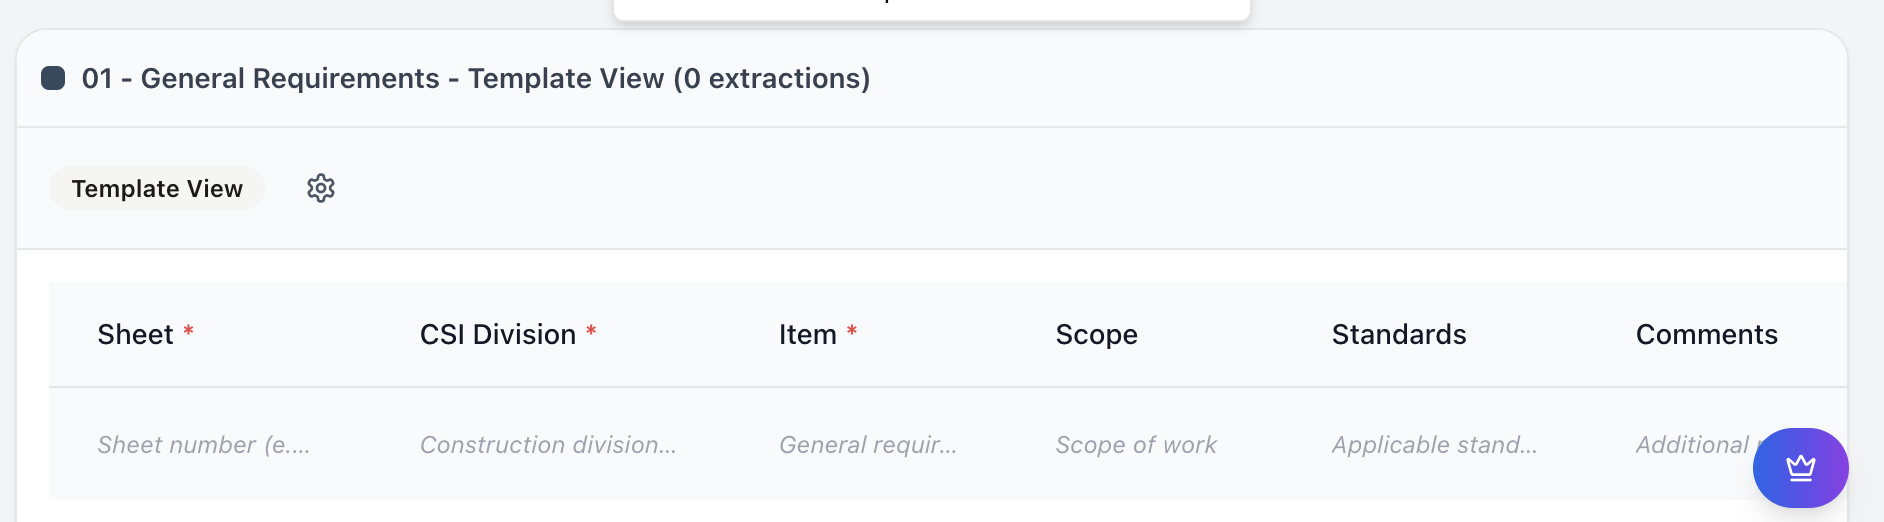 01 - General Requirements - Template View (0 extractions)
Template View
Sheet * CSI Division * Item * Scope Standards Comments
Sheet number (e.... Construction division... General requir... Scope of work Applicable stand... Additional